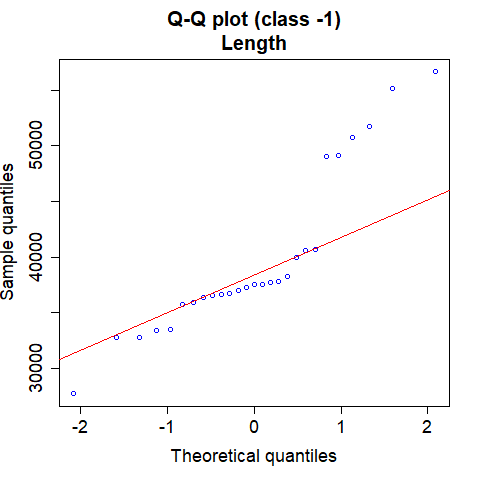 Q-Q plot (class -1)
Length
Sample quantiles
50000
40000
30000
-2
-1
0
1
2
Theoretical quantiles